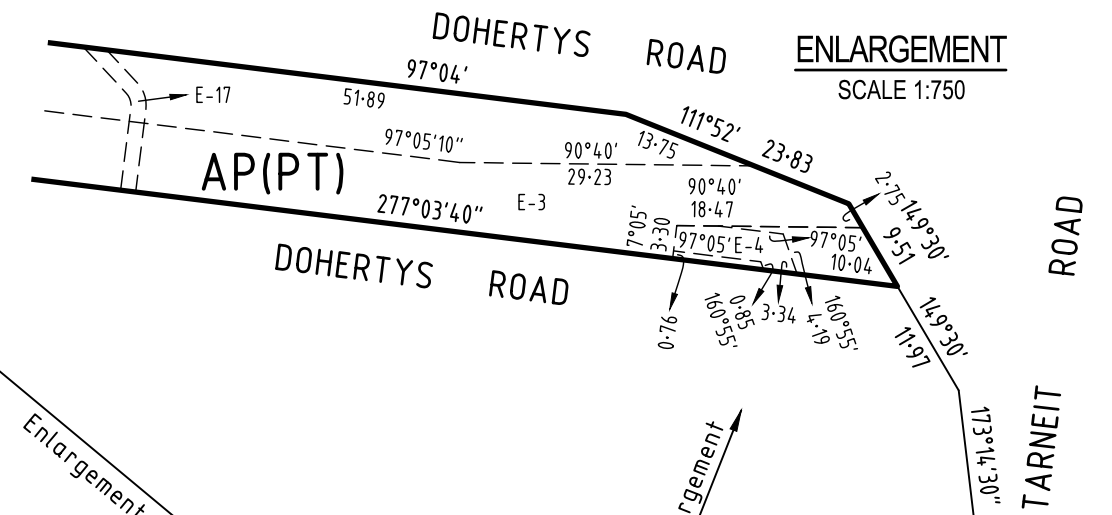 DOHERTYS ROAD
ENLARGEMENT
SCALE 1:750
97°04'
51·89
E-17
111°52'
13·75
23·83
97°05'10"
90°40'
29·23
AP(PT)
90°40'
18·47
2·75
149°30'
9·51
277°03'40"
E-3
7°05'
3·30
97°05'
E-4
97°05'
10·04
DOHERTYS ROAD
ROAD
0·76
0·85
160°55'
3·34
4·19
160°55'
149°30'
11·97
173°14'30"
TARNEIT
Enlargement
rgement